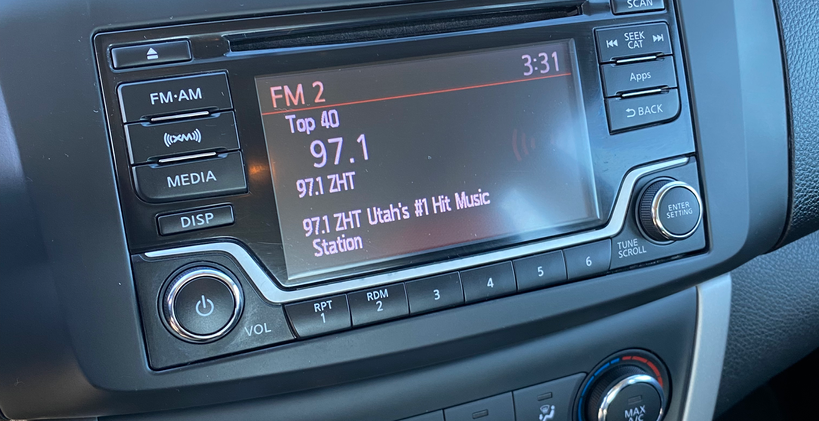 SCAN
SEEK
CAT
Apps
BACK
FM·AM
((XM))
MEDIA
DISP
FM 2
3:31
Top 40
97.1
97.1 ZHT
97.1 ZHT Utah's #1 Hit Music
Station
ENTER
SETTING
TUNE
SCROLL
VOL
RPT
1
RDM
2
3
4
5
6
MAX
A/C